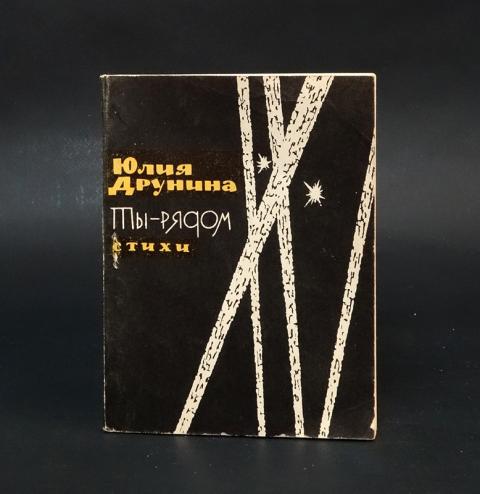 Юлия
Друнина
Ты-рядом
стихи